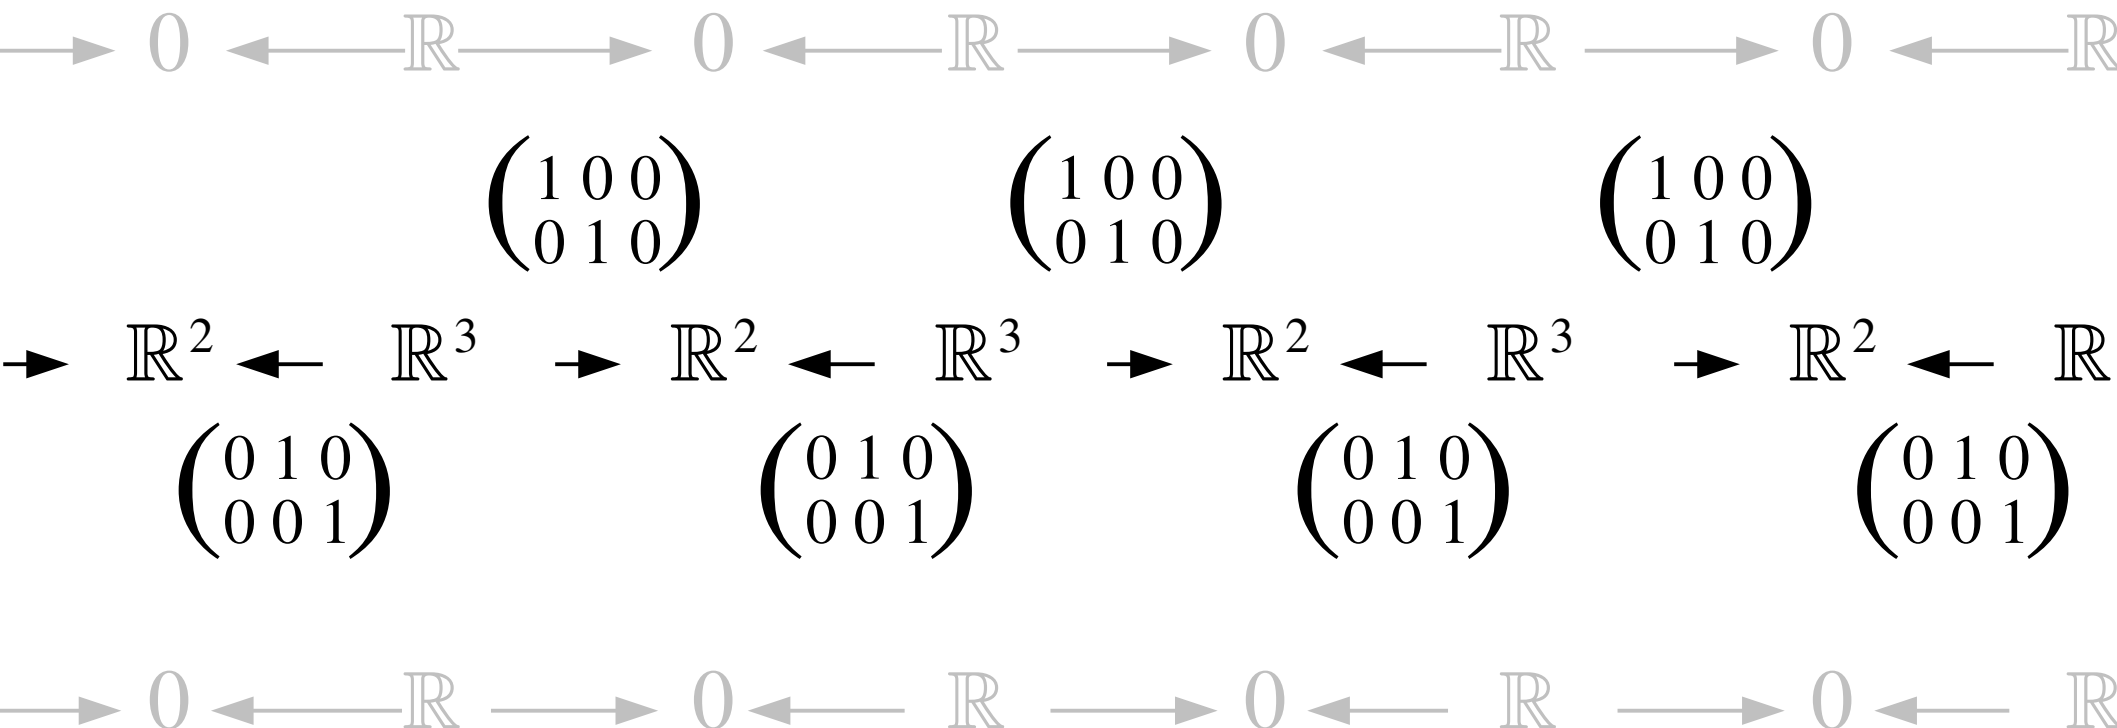 → 0 ← ℝ → 0 ← ℝ → 0 ← ℝ → 0 ← ℝ
(1 0 0 (1 0 0 (1 0 0
0 1 0) 0 1 0) 0 1 0)
→ ℝ² ← ℝ³ → ℝ² ← ℝ³ → ℝ² ← ℝ³ → ℝ² ← ℝ
(0 1 0 (0 1 0 (0 1 0 (0 1 0
0 0 1) 0 0 1) 0 0 1) 0 0 1)
→ 0 ← ℝ → 0 ← ℝ → 0 ← ℝ → 0 ← ℝ